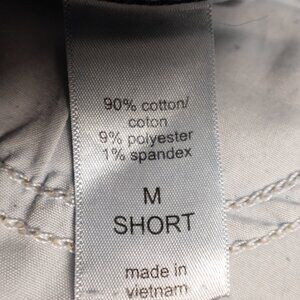 90% cotton/
coton
9% polyester
1% spandex
M
SHORT
made in
vietnam